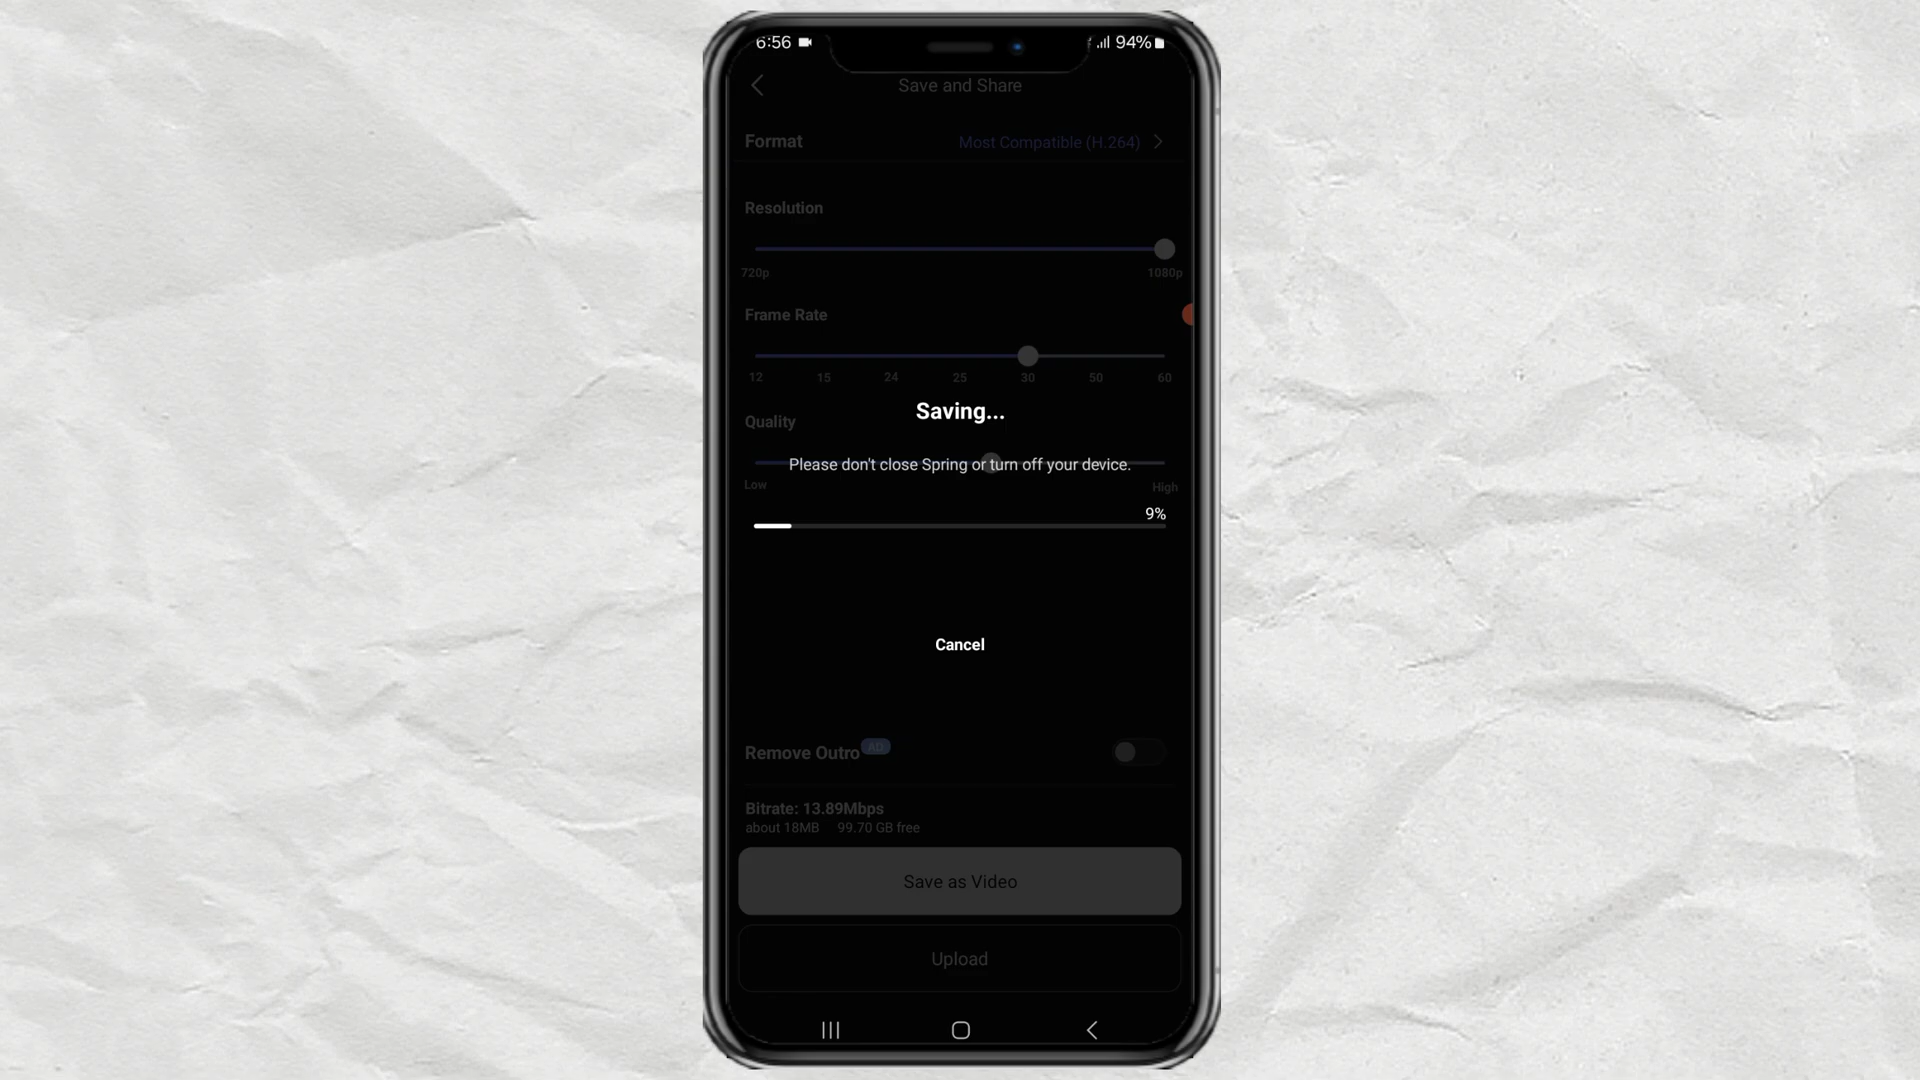 6:56 94%
Save and Share
Format Most Compatible (H.264)
Resolution
720p 1080p
Frame Rate
12 15 24 25 30 50 60
Saving...
Quality
Please don't close Spring or turn off your device.
Low High
9%
Cancel
Remove Outro AD
Bitrate: 13.89Mbps
about 18MB 99.70 GB free
Save as Video
Upload